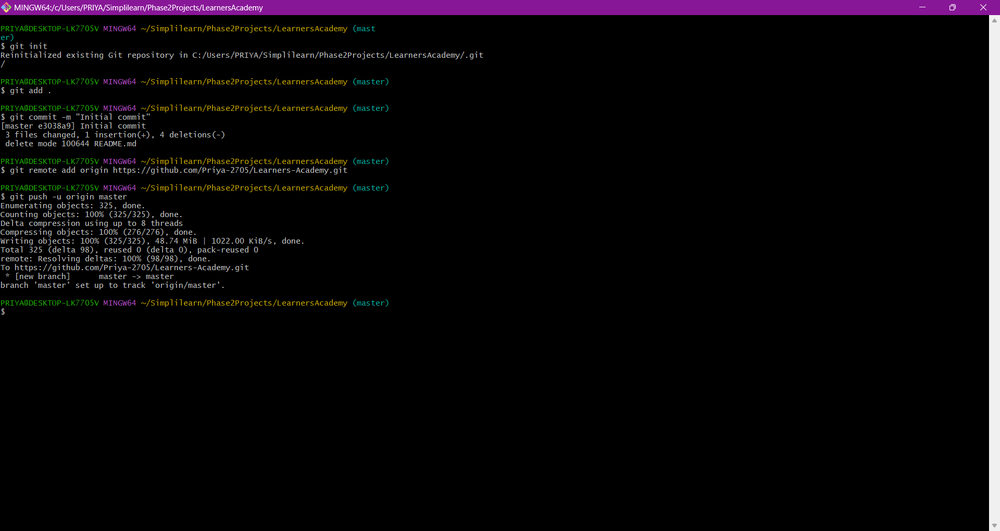 MINGW64:/c/Users/PRIYA/Simplilearn/Phase2Projects/LearnersAcademy
PRIYA@DESKTOP-LK77O5V MINGW64 ~/Simplilearn/Phase2Projects/LearnersAcademy (mast
er)
$ git init
Reinitialized existing Git repository in C:/Users/PRIYA/Simplilearn/Phase2Projects/LearnersAcademy/.git
/
PRIYA@DESKTOP-LK77O5V MINGW64 ~/Simplilearn/Phase2Projects/LearnersAcademy (master)
$ git add .
PRIYA@DESKTOP-LK77O5V MINGW64 ~/Simplilearn/Phase2Projects/LearnersAcademy (master)
$ git commit -m "Initial commit"
[master e3038a9] Initial commit
3 files changed, 1 insertion(+), 4 deletions(-)
delete mode 100644 README.md
PRIYA@DESKTOP-LK77O5V MINGW64 ~/Simplilearn/Phase2Projects/LearnersAcademy (master)
$ git remote add origin https://github.com/Priya-2705/Learners-Academy.git
PRIYA@DESKTOP-LK77O5V MINGW64 ~/Simplilearn/Phase2Projects/LearnersAcademy (master)
$ git push -u origin master
Enumerating objects: 325, done.
Counting objects: 100% (325/325), done.
Delta compression using up to 8 threads
Compressing objects: 100% (276/276), done.
Writing objects: 100% (325/325), 48.74 MiB | 1022.00 KiB/s, done.
Total 325 (delta 98), reused 0 (delta 0), pack-reused 0
remote: Resolving deltas: 100% (98/98), done.
To https://github.com/Priya-2705/Learners-Academy.git
* [new branch]      master -> master
branch 'master' set up to track 'origin/master'.
PRIYA@DESKTOP-LK77O5V MINGW64 ~/Simplilearn/Phase2Projects/LearnersAcademy (master)
$